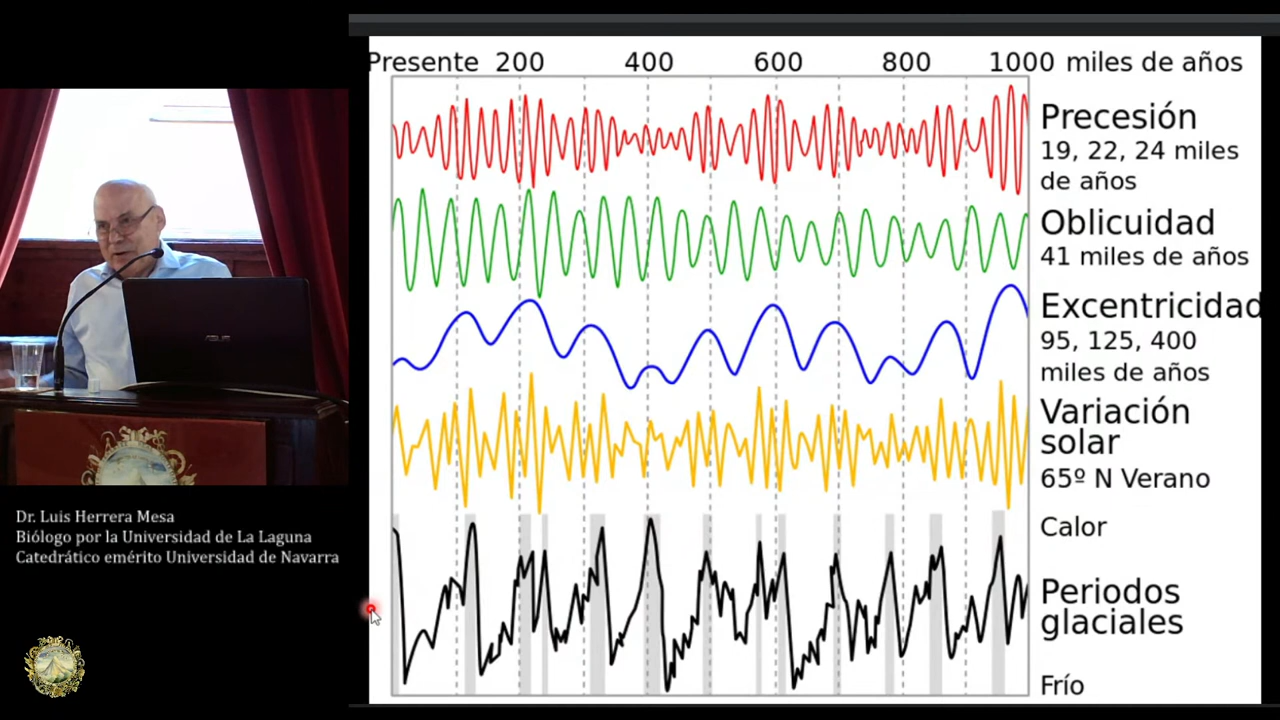 Presente 200 400 600 800 1000 miles de años
Precesión
19, 22, 24 miles
de años
Oblicuidad
41 miles de años
Excentricidad
95, 125, 400
miles de años
Variación
solar
65º N Verano
Calor
Periodos
glaciales
Frío
ASUS
Dr. Luis Herrera Mesa
Biólogo por la Universidad de La Laguna
Catedrático emérito Universidad de Navarra